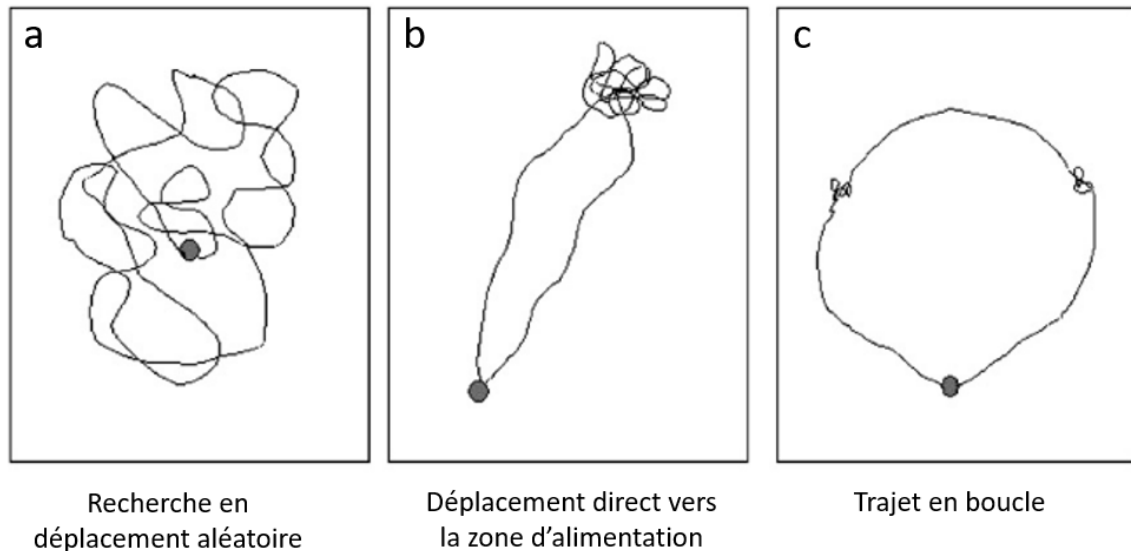 a
b
c
Recherche en
déplacement aléatoire
Déplacement direct vers
la zone d'alimentation
Trajet en boucle